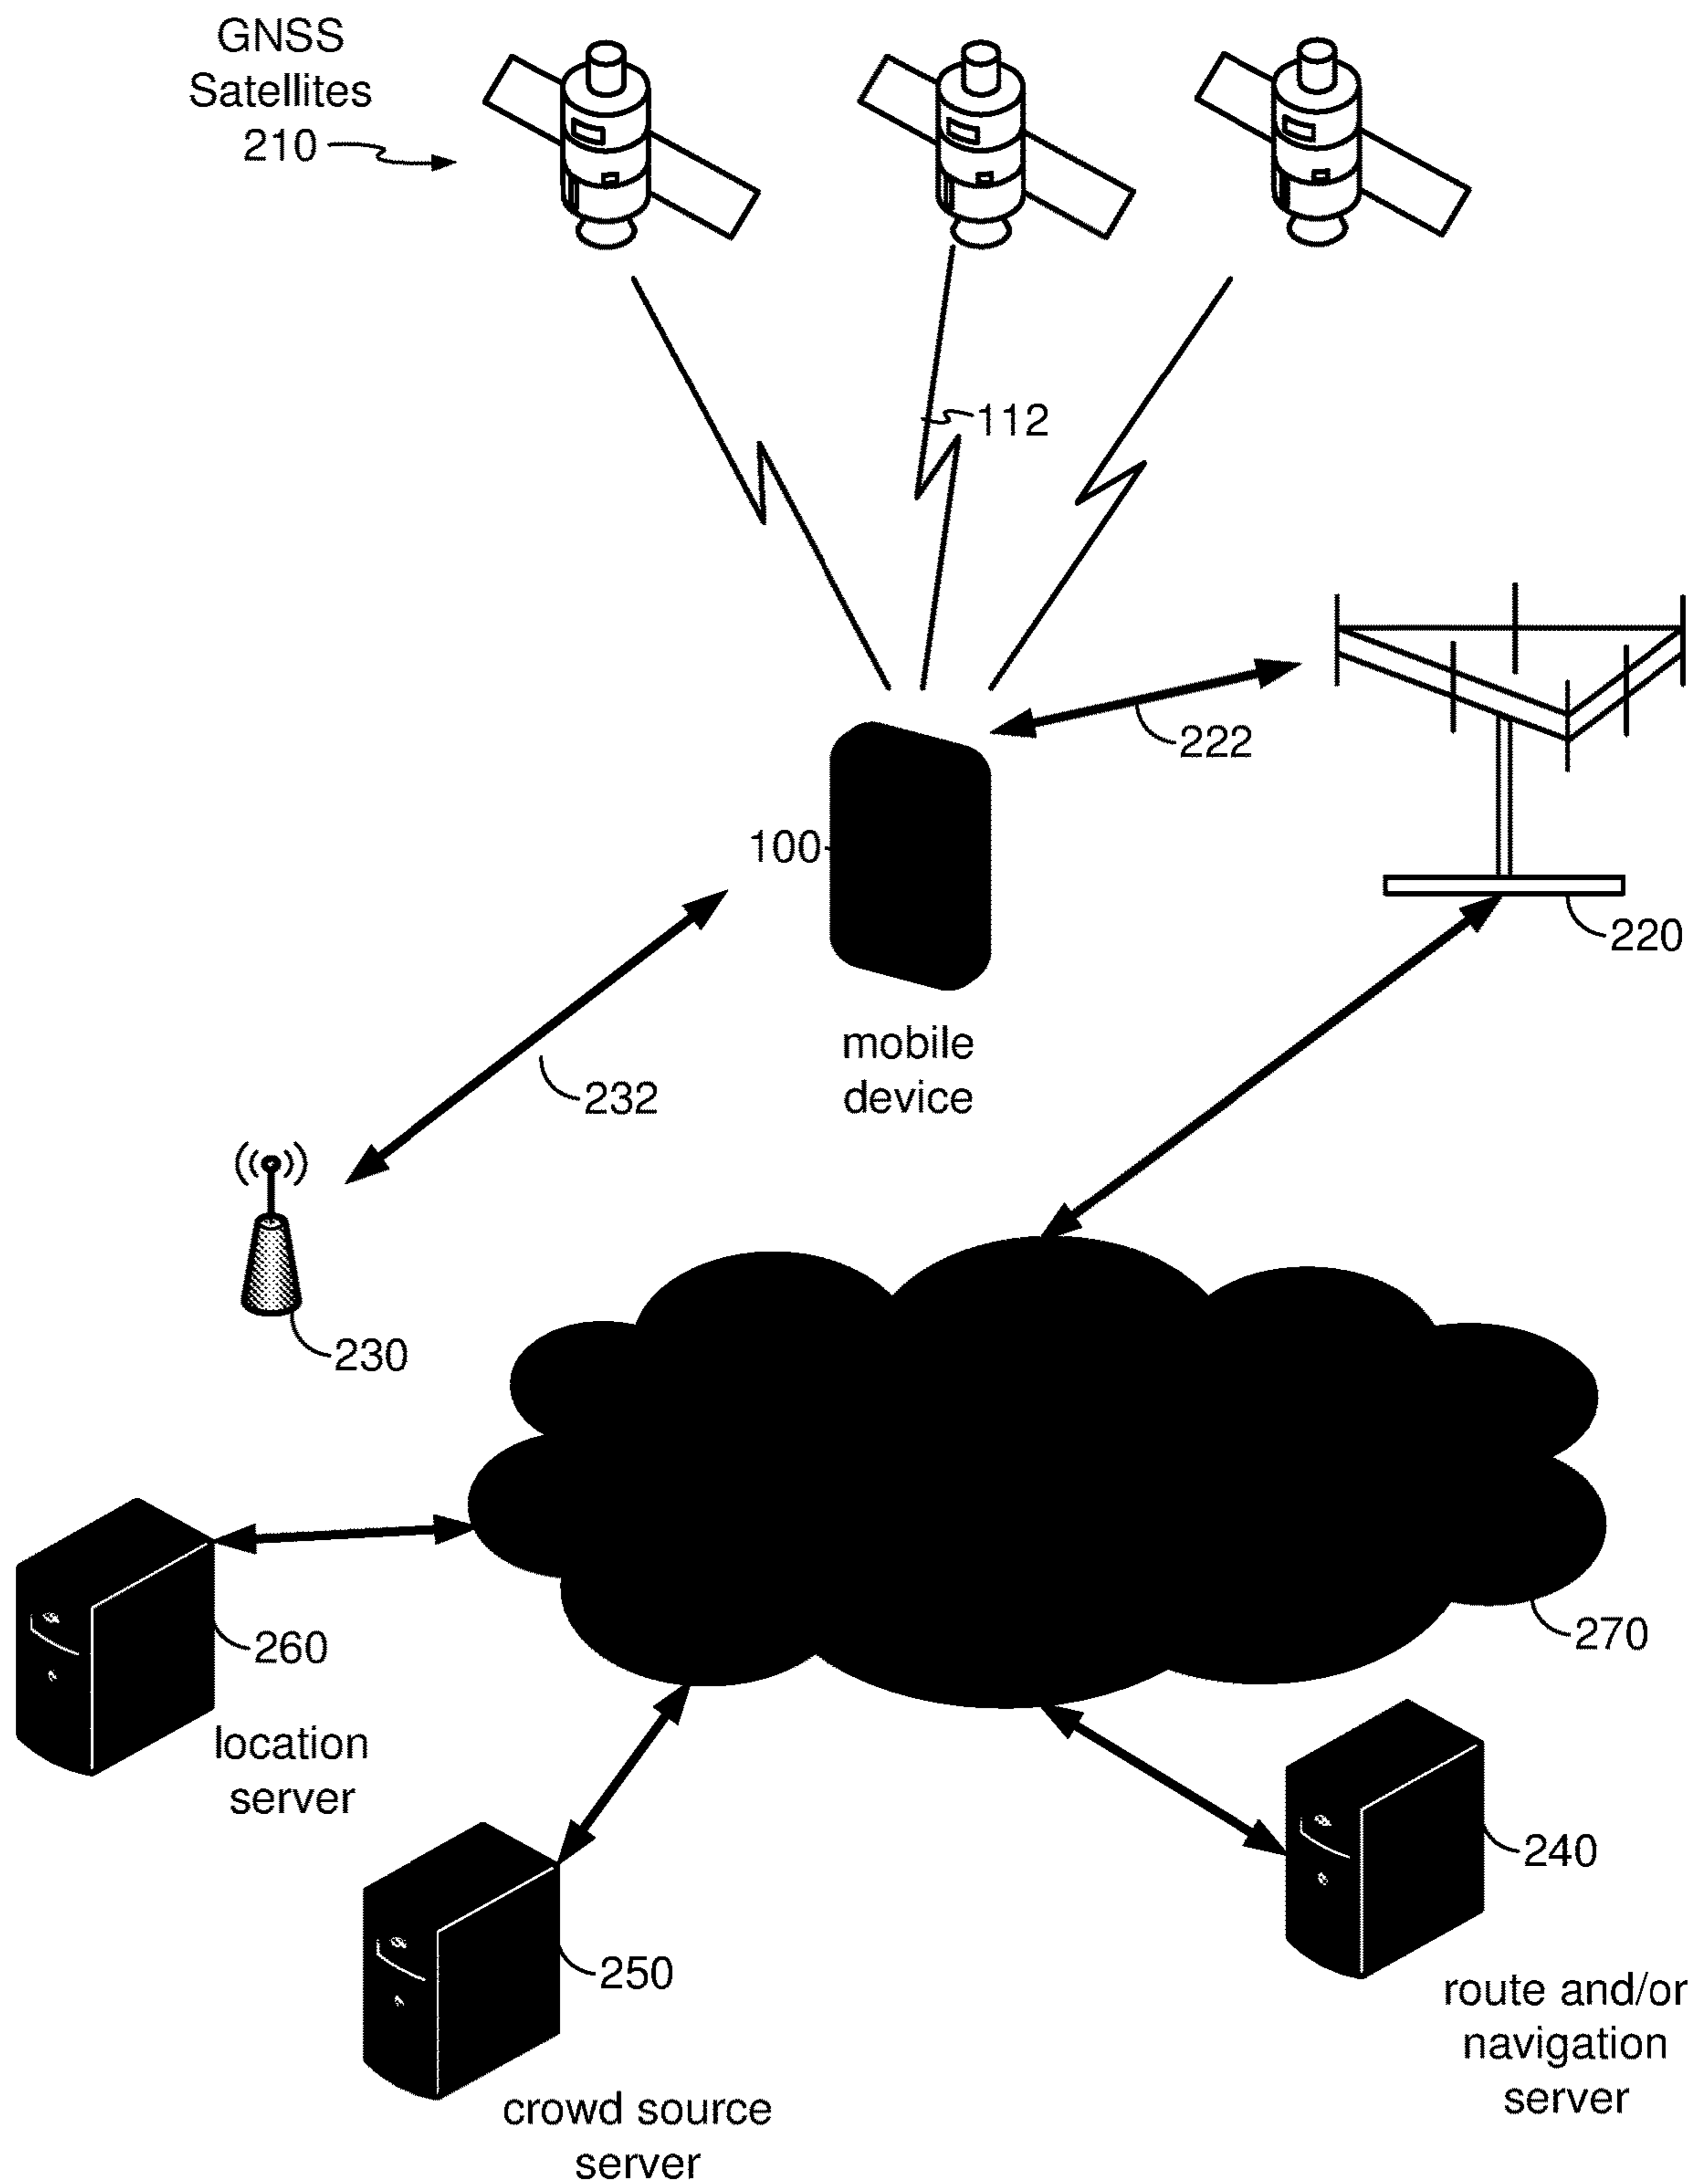 GNSS
Satellites
210
112
222
100
220
mobile
device
232
230
270
260
location
server
240
250
route and/or
navigation
server
crowd source
server